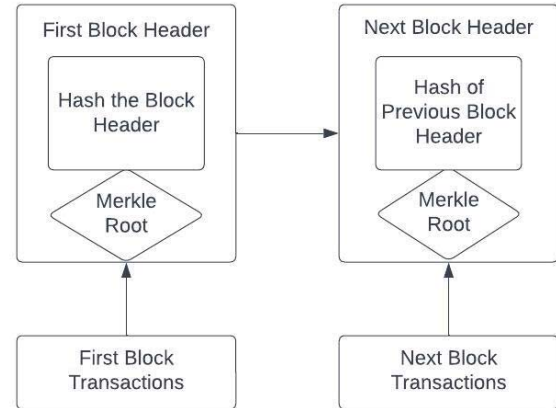 First Block Header
Hash the Block
Header
Merkle
Root
First Block
Transactions
Next Block Header
Hash of
Previous Block
Header
Merkle
Root
Next Block
Transactions